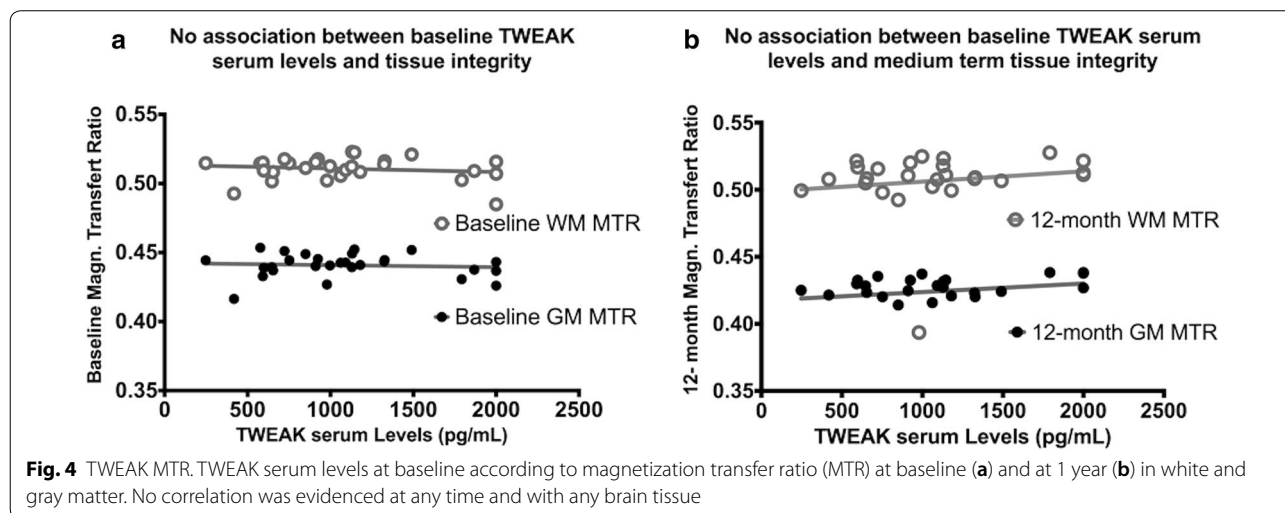 a
No association between baseline TWEAK
serum levels and tissue integrity
Baseline Magn. Transfert Ratio
0.55
0.50
0.45
0.40
0.35
Baseline WM MTR
Baseline GM MTR
0
500
1000
1500
2000
2500
TWEAK serum Levels (pg/mL)
b
No association between baseline TWEAK serum
levels and medium term tissue integrity
12- month Magn. Transfert Ratio
0.55
0.50
0.45
0.40
0.35
12-month WM MTR
12-month GM MTR
0
500
1000
1500
2000
2500
TWEAK serum Levels (pg/mL)
Fig. 4 TWEAK MTR. TWEAK serum levels at baseline according to magnetization transfer ratio (MTR) at baseline (a) and at 1 year (b) in white and
gray matter. No correlation was evidenced at any time and with any brain tissue